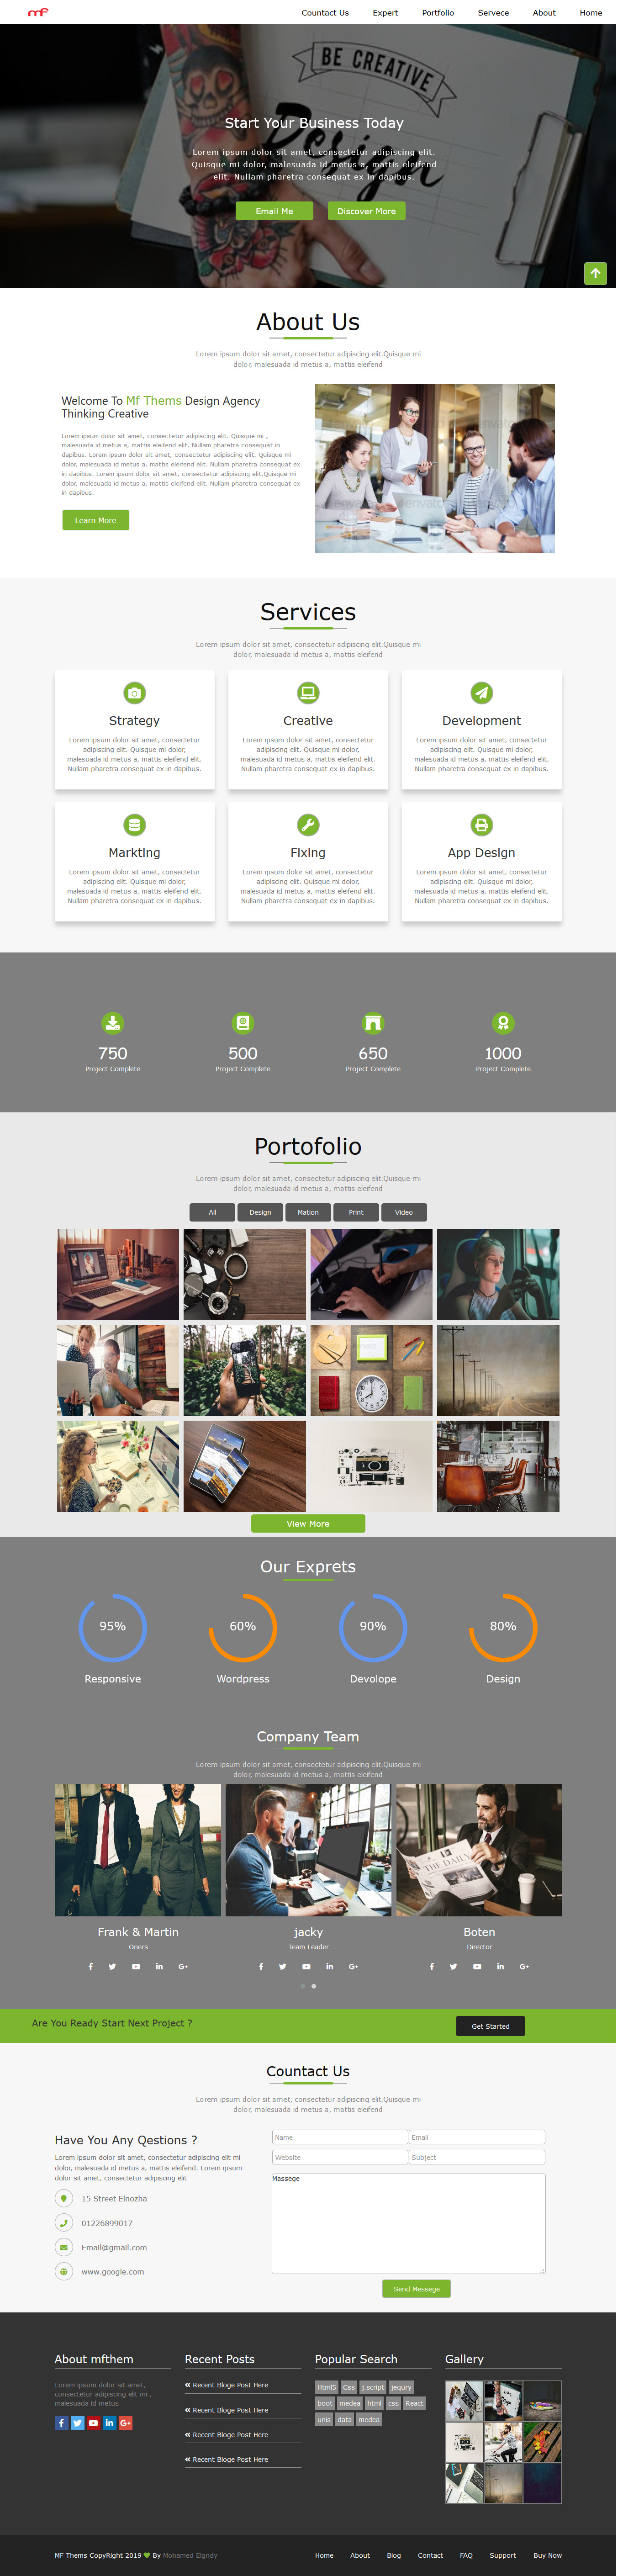 mf
Countact Us Expert Portfolio Servece About Home
BE CREATIVE
Design
Start Your Business Today
Lorem ipsum dolor sit amet, consectetur adipiscing elit.
Quisque mi dolor, malesuada id metus a, mattis eleifend
elit. Nullam pharetra consequat ex in dapibus.
Email Me Discover More
About Us
Lorem ipsum dolor sit amet, consectetur adipiscing elit.Quisque mi
dolor, malesuada id metus a, mattis eleifend
Welcome To Mf Thems Design Agency
Thinking Creative
Lorem ipsum dolor sit amet, consectetur adipiscing elit. Quisque mi ,
malesuada id metus a, mattis eleifend elit. Nullam pharetra consequat in
dapibus. Lorem ipsum dolor sit amet, consectetur adipiscing elit. Quisque mi
dolor, malesuada id metus a, mattis eleifend elit. Nullam pharetra consequat ex
in dapibus. Lorem ipsum dolor sit amet, consectetur adipiscing elit.Quisque mi
dolor, malesuada id metus a, mattis eleifend elit. Nullam pharetra consequat ex
in dapibus.
Learn More
Services
Lorem ipsum dolor sit amet, consectetur adipiscing elit.Quisque mi
dolor, malesuada id metus a, mattis eleifend
Strategy
Lorem ipsum dolor sit amet, consectetur
adipiscing elit. Quisque mi dolor,
malesuada id metus a, mattis eleifend elit.
Nullam pharetra consequat ex in dapibus.
Creative
Lorem ipsum dolor sit amet, consectetur
adipiscing elit. Quisque mi dolor,
malesuada id metus a, mattis eleifend elit.
Nullam pharetra consequat ex in dapibus.
Development
Lorem ipsum dolor sit amet, consectetur
adipiscing elit. Quisque mi dolor,
malesuada id metus a, mattis eleifend elit.
Nullam pharetra consequat ex in dapibus.
Markting
Lorem ipsum dolor sit amet, consectetur
adipiscing elit. Quisque mi dolor,
malesuada id metus a, mattis eleifend elit.
Nullam pharetra consequat ex in dapibus.
Fixing
Lorem ipsum dolor sit amet, consectetur
adipiscing elit. Quisque mi dolor,
malesuada id metus a, mattis eleifend elit.
Nullam pharetra consequat ex in dapibus.
App Design
Lorem ipsum dolor sit amet, consectetur
adipiscing elit. Quisque mi dolor,
malesuada id metus a, mattis eleifend elit.
Nullam pharetra consequat ex in dapibus.
750 500 650 1000
Project Complete Project Complete Project Complete Project Complete
Portofolio
Lorem ipsum dolor sit amet, consectetur adipiscing elit.Quisque mi
dolor, malesuada id metus a, mattis eleifend
All Design Mation Print Video
View More
Our Exprets
95% 60% 90% 80%
Responsive Wordpress Devolope Design
Company Team
Lorem ipsum dolor sit amet, consectetur adipiscing elit.Quisque mi
dolor, malesuada id metus a, mattis eleifend
THE DAILY
Frank & Martin jacky Boten
Oners Team Leader Director
Are You Ready Start Next Project ? Get Started
Countact Us
Lorem ipsum dolor sit amet, consectetur adipiscing elit.Quisque mi
dolor, malesuada id metus a, mattis eleifend
Have You Any Qestions ?
Lorem ipsum dolor sit amet, consectetur adipiscing elit mi
dolor, malesuada id metus a, mattis eleifend elit. Lorem ipsum
dolor sit amet, consectetur adipiscing elit
15 Street Elnozha
01226899017
Email@gmail.com
www.google.com
Name Email
Website Subject
Massege
Send Messege
About mfthem
Lorem ipsum dolor sit amet,
consectetur adipiscing elit mi ,
malesuada id metus
Recent Posts
Recent Bloge Post Here
Recent Bloge Post Here
Recent Bloge Post Here
Recent Bloge Post Here
Popular Search
Html5 Css j.script jequry
boot medea html css React
unis data medea
Gallery
MF Thems CopyRight 2019 By Mohamed Elgndy
Home About Blog Contact FAQ Support Buy Now